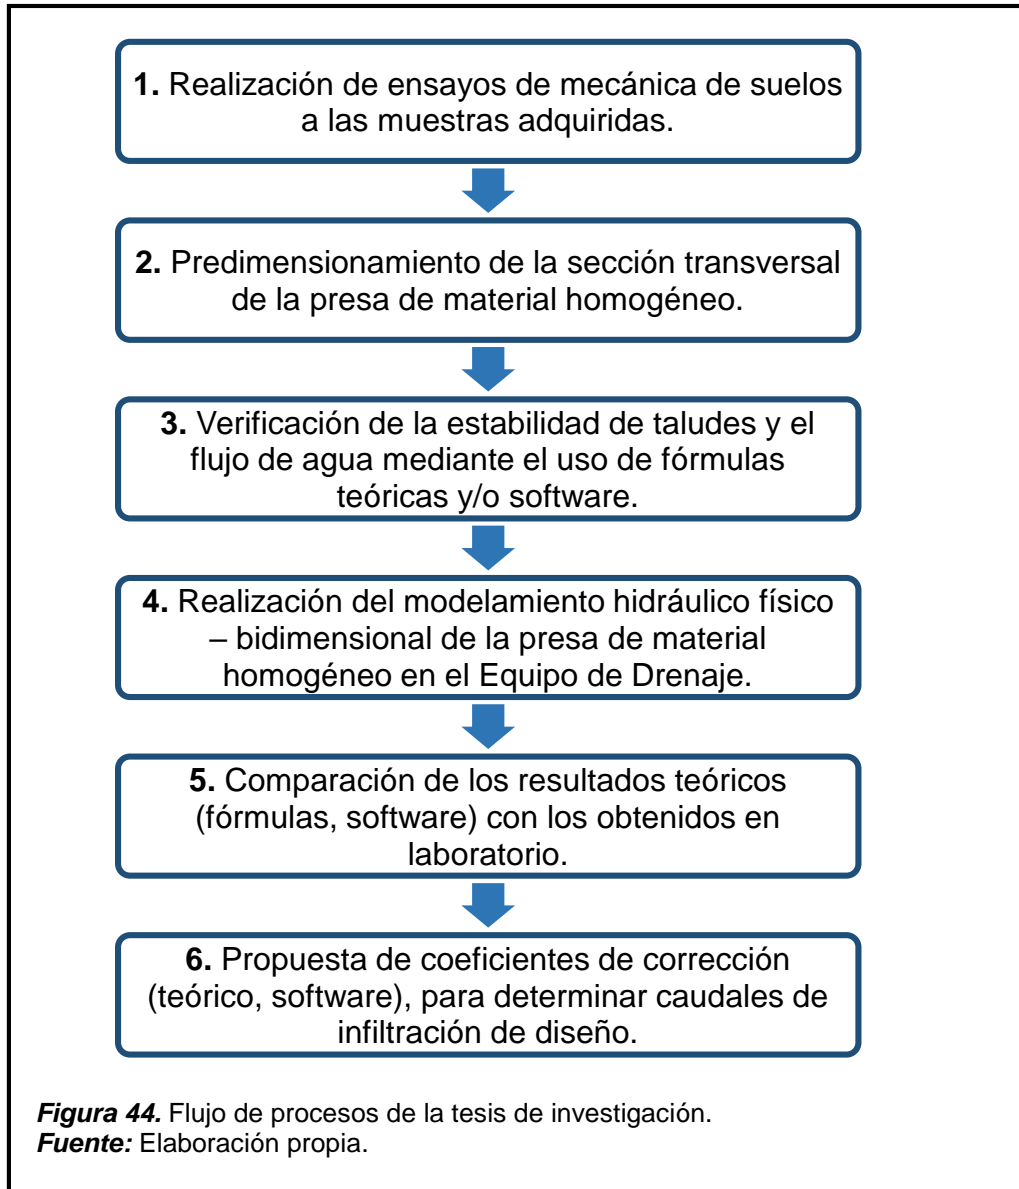 1. Realización de ensayos de mecánica de suelos
a las muestras adquiridas.
2. Predimensionamiento de la sección transversal
de la presa de material homogéneo.
3. Verificación de la estabilidad de taludes y el
flujo de agua mediante el uso de fórmulas
teóricas y/o software.
4. Realización del modelamiento hidráulico físico
– bidimensional de la presa de material
homogéneo en el Equipo de Drenaje.
5. Comparación de los resultados teóricos
(fórmulas, software) con los obtenidos en
laboratorio.
6. Propuesta de coeficientes de corrección
(teórico, software), para determinar caudales de
infiltración de diseño.
Figura 44. Flujo de procesos de la tesis de investigación.
Fuente: Elaboración propia.